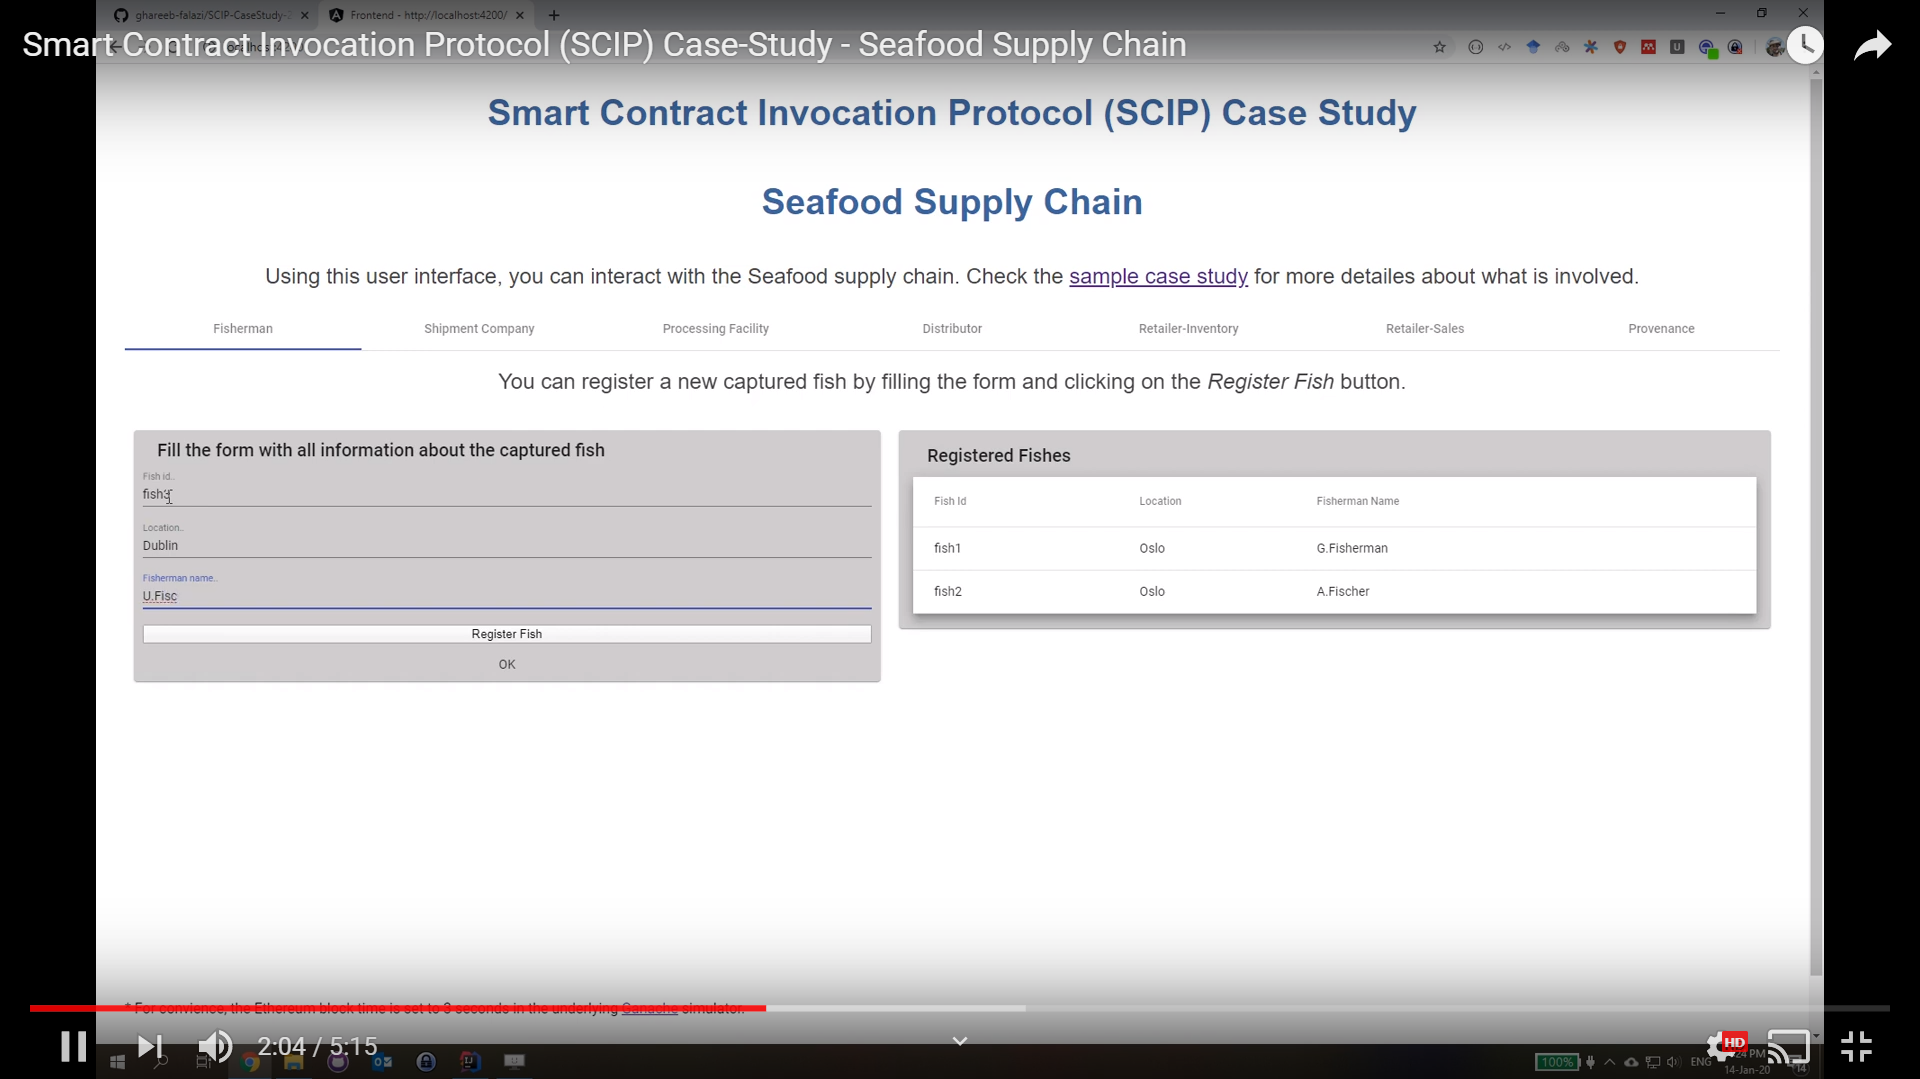 ghareeb-falazi/SCIP-CaseStudy-2
Frontend - http://localhost:4200/
Smart Contract Invocation Protocol (SCIP) Case-Study - Seafood Supply Chain
Smart Contract Invocation Protocol (SCIP) Case Study
Seafood Supply Chain
Using this user interface, you can interact with the Seafood supply chain. Check the sample case study for more detailes about what is involved.
Fisherman Shipment Company Processing Facility Distributor Retailer-Inventory Retailer-Sales Provenance
You can register a new captured fish by filling the form and clicking on the Register Fish button.
Fill the form with all information about the captured fish
Fish id..
fish3
Location..
Dublin
Fisherman name..
U.Fisc
Register Fish
OK
Registered Fishes
Fish Id Location Fisherman Name
fish1 Oslo G.Fisherman
fish2 Oslo A.Fischer
* For convience, the Ethereum block time is set to 3 seconds in the underlying Ganache simulator.
2:04 / 5:15
HD
100%
ENG
24 PM
14-Jan-20
14